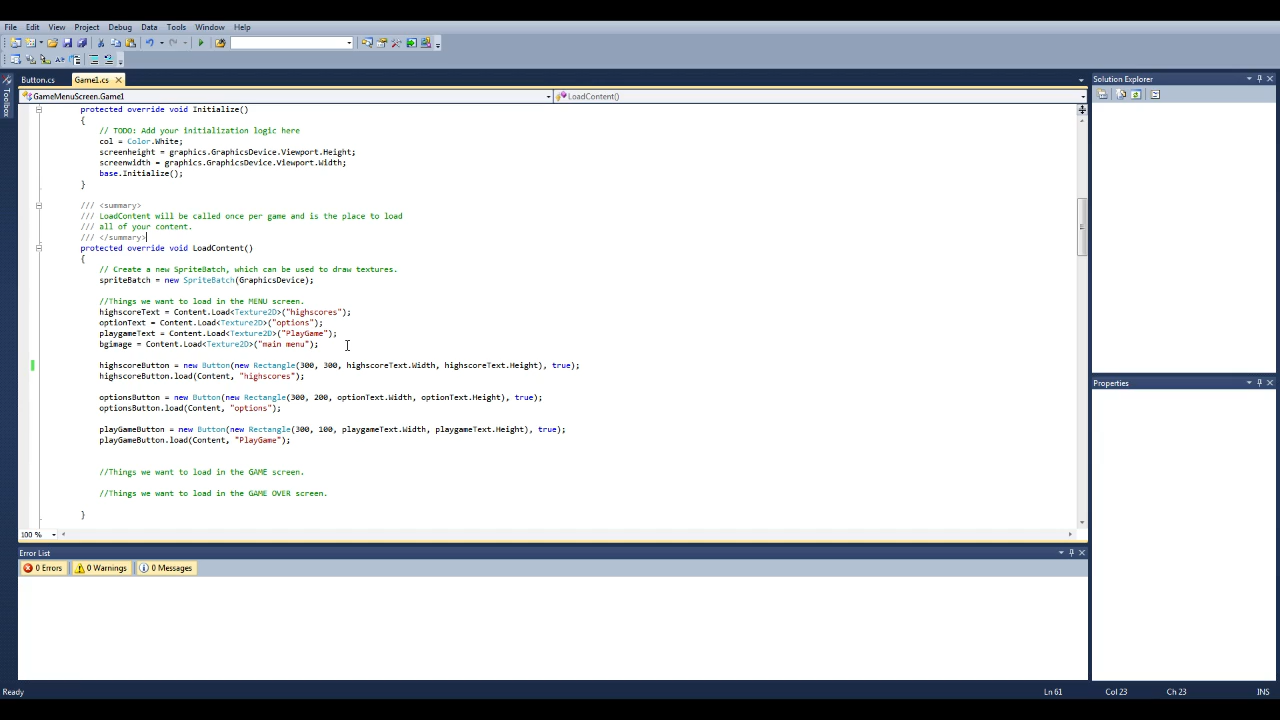 File Edit View Project Debug Data Tools Window Help
Button.cs Game1.cs
Toolbox
GameMenuScreen.Game1 LoadContent()
protected override void Initialize()
{
// TODO: Add your initialization logic here
col = Color.White;
screenheight = graphics.GraphicsDevice.Viewport.Height;
screenwidth = graphics.GraphicsDevice.Viewport.Width;
base.Initialize();
}
/// <summary>
/// LoadContent will be called once per game and is the place to load
/// all of your content.
/// </summary>
protected override void LoadContent()
{
// Create a new SpriteBatch, which can be used to draw textures.
spriteBatch = new SpriteBatch(GraphicsDevice);
//Things we want to load in the MENU screen.
highscoreText = Content.Load<Texture2D>("highscores");
optionText = Content.Load<Texture2D>("options");
playgameText = Content.Load<Texture2D>("PlayGame");
bgimage = Content.Load<Texture2D>("main menu");
highscoreButton = new Button(new Rectangle(300, 300, highscoreText.Width, highscoreText.Height), true);
highscoreButton.load(Content, "highscores");
optionsButton = new Button(new Rectangle(300, 200, optionText.Width, optionText.Height), true);
optionsButton.load(Content, "options");
playGameButton = new Button(new Rectangle(300, 100, playgameText.Width, playgameText.Height), true);
playGameButton.load(Content, "PlayGame");
//Things we want to load in the GAME screen.
//Things we want to load in the GAME OVER screen.
}
100 %
Error List
0 Errors 0 Warnings 0 Messages
Solution Explorer
Properties
Ready Ln 61 Col 23 Ch 23 INS